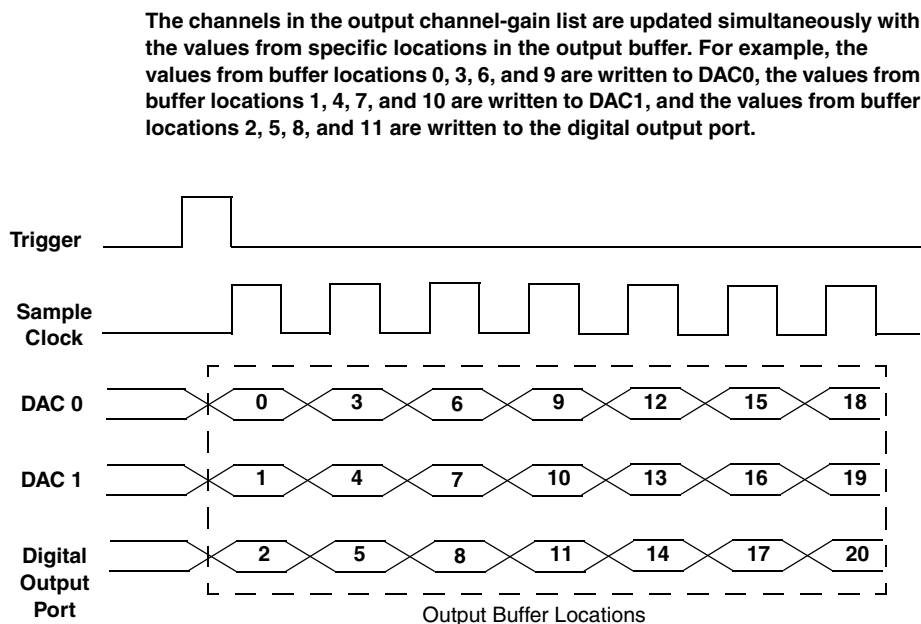 The channels in the output channel-gain list are updated simultaneously with
the values from specific locations in the output buffer. For example, the
values from buffer locations 0, 3, 6, and 9 are written to DAC0, the values from
buffer locations 1, 4, 7, and 10 are written to DAC1, and the values from buffer
locations 2, 5, 8, and 11 are written to the digital output port.
Trigger
Sample
Clock
DAC 0 0 3 6 9 12 15 18
DAC 1 1 4 7 10 13 16 19
Digital 2 5 8 11 14 17 20
Output
Port
Output Buffer Locations